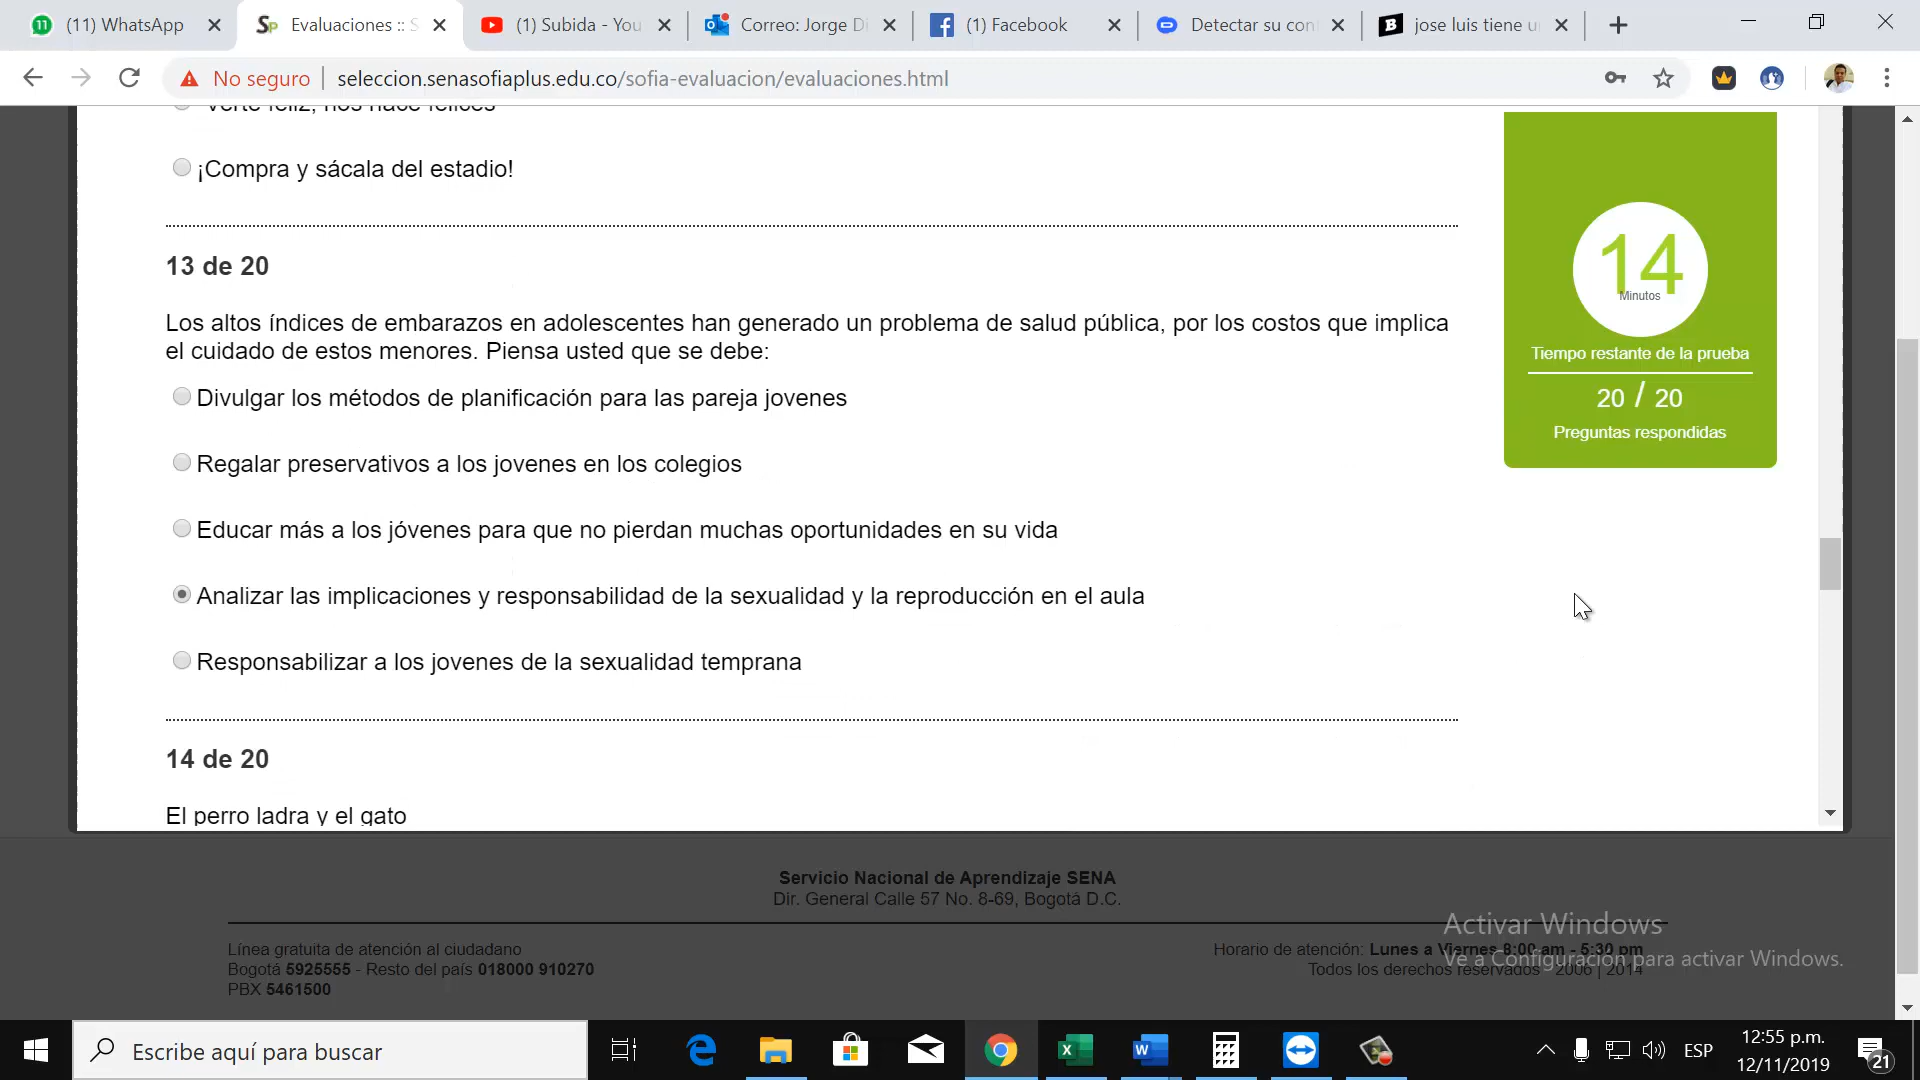 (11) WhatsApp
Evaluaciones :: S
(1) Subida - You
Correo: Jorge Di
(1) Facebook
Detectar su con
jose luis tiene u
No seguro
seleccion.senasofiaplus.edu.co/sofia-evaluacion/evaluaciones.html
Verte feliz, nos hace felices
¡Compra y sácala del estadio!
13 de 20
Los altos índices de embarazos en adolescentes han generado un problema de salud pública, por los costos que implica
el cuidado de estos menores. Piensa usted que se debe:
Divulgar los métodos de planificación para las pareja jovenes
Regalar preservativos a los jovenes en los colegios
Educar más a los jóvenes para que no pierdan muchas oportunidades en su vida
Analizar las implicaciones y responsabilidad de la sexualidad y la reproducción en el aula
Responsabilizar a los jovenes de la sexualidad temprana
14 de 20
El perro ladra y el gato
14
Minutos
Tiempo restante de la prueba
20 / 20
Preguntas respondidas
Servicio Nacional de Aprendizaje SENA
Dir. General Calle 57 No. 8-69, Bogotá D.C.
Línea gratuita de atención al ciudadano
Bogotá 5925555 - Resto del país 018000 910270
PBX 5461500
Horario de atención: Lunes a Viernes 8:00 am - 5:30 pm
Todos los derechos reservados 2006 | 2014
Activar Windows
Ve a Configuración para activar Windows.
Escribe aquí para buscar
ESP
12:55 p.m.
12/11/2019
21